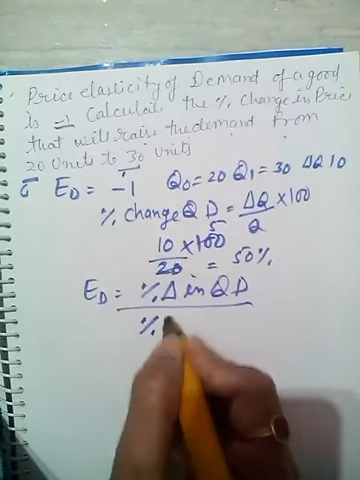 Price elasticity of Demand of a good
is -1 Calculate the % Change in Price
that will raise the demand from
20 Units to 30 Units
ED = -1 Q0 = 20 Q1 = 30 ΔQ 10
% change QD = ΔQ/Q × 100
10/20 × 100 5 = 50%
ED = % Δ in QD
%